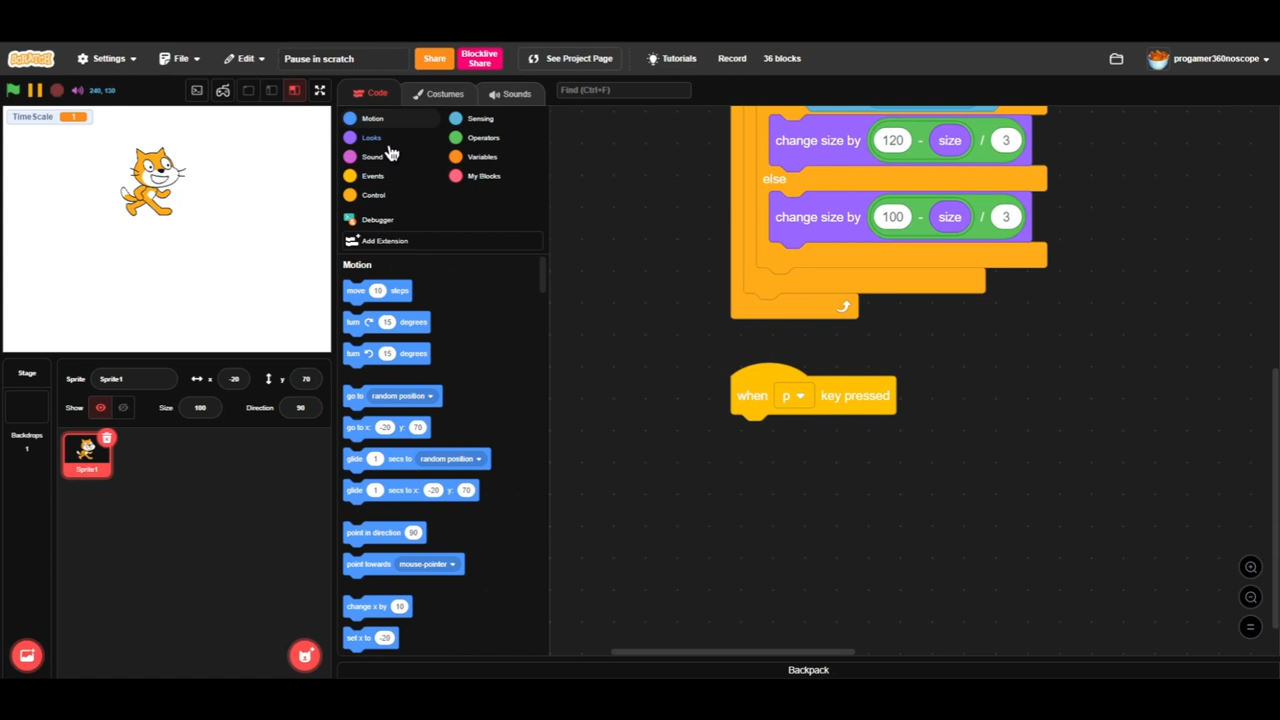 SCRATCH Settings File Edit Pause in scratch Share Blocklive Share See Project Page Tutorials Record 36 blocks progamer360noscope
240, 130 Code Costumes Sounds Find (Ctrl+F)
TimeScale 1
Motion Sensing
Looks Operators
Sound Variables
Events My Blocks
Control
Debugger
Add Extension
Motion
move 10 steps
turn 15 degrees
turn 15 degrees
go to random position
go to x: -20 y: 70
glide 1 secs to random position
glide 1 secs to x: -20 y: 70
point in direction 90
point towards mouse-pointer
change x by 10
set x to -20
change size by 120 - size / 3
else
change size by 100 - size / 3
when p key pressed
Sprite Sprite1 x -20 y 70
Show Size 100 Direction 90
Sprite1
Stage
Backdrops
1
Backpack